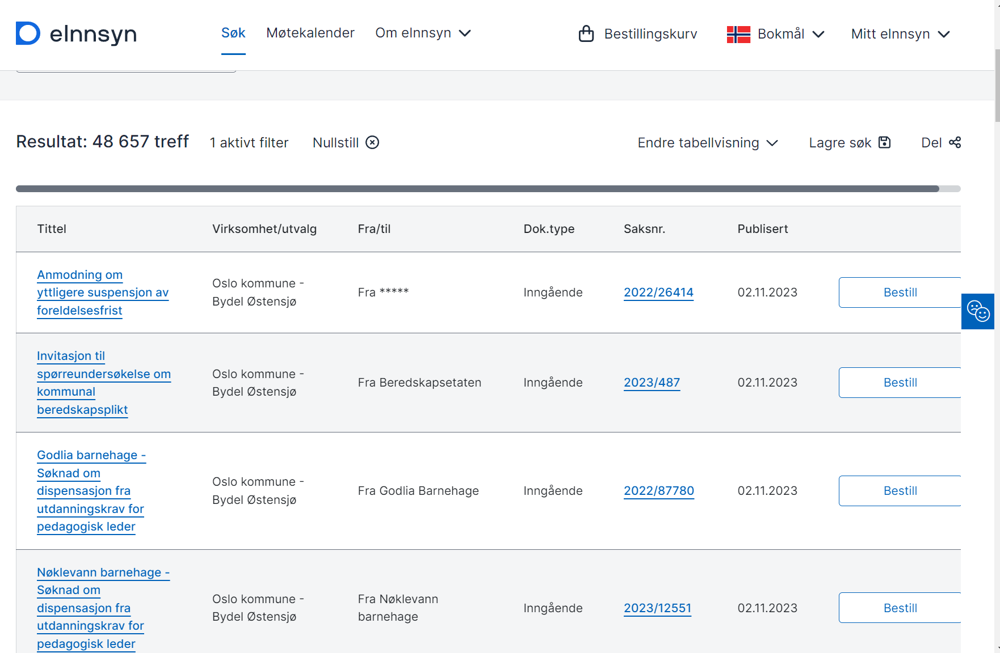 eInnsyn
Søk Møtekalender Om eInnsyn Bestillingskurv Bokmål Mitt eInnsyn
Resultat: 48 657 treff 1 aktivt filter Nullstill Endre tabellvisning Lagre søk Del
Tittel Virksomhet/utvalg Fra/til Dok.type Saksnr. Publisert
Anmodning om
yttligere suspensjon av
foreldelsesfrist
Oslo kommune -
Bydel Østensjø
Fra *****
Inngående
2022/26414
02.11.2023
Bestill
Invitasjon til
spørreundersøkelse om
kommunal
beredskapsplikt
Oslo kommune -
Bydel Østensjø
Fra Beredskapsetaten
Inngående
2023/487
02.11.2023
Bestill
Godlia barnehage -
Søknad om
dispensasjon fra
utdanningskrav for
pedagogisk leder
Oslo kommune -
Bydel Østensjø
Fra Godlia Barnehage
Inngående
2022/87780
02.11.2023
Bestill
Nøklevann barnehage -
Søknad om
dispensasjon fra
utdanningskrav for
pedagogisk leder
Oslo kommune -
Bydel Østensjø
Fra Nøklevann
barnehage
Inngående
2023/12551
02.11.2023
Bestill